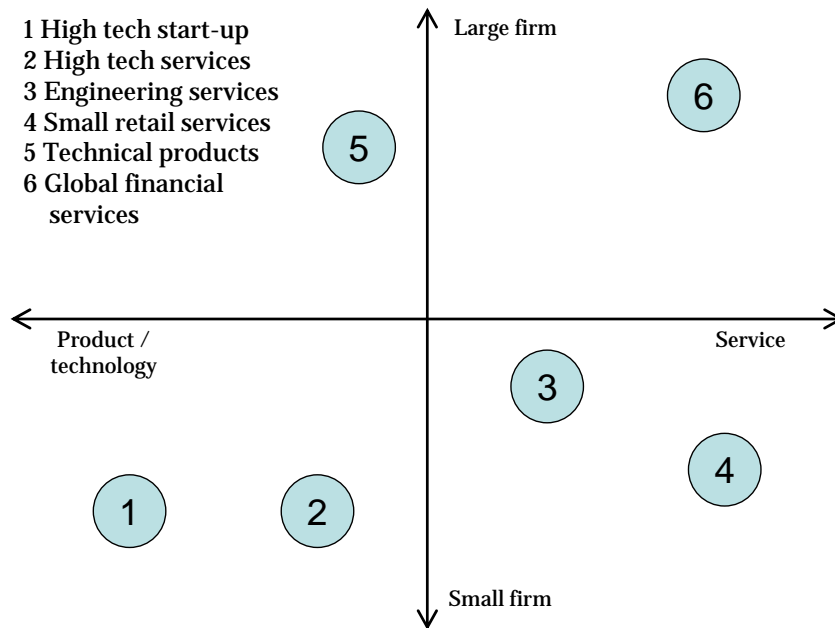 1 High tech start-up
2 High tech services
3 Engineering services
4 Small retail services
5 Technical products
6 Global financial
services
Large firm
6
5
Product /
technology
Service
3
4
1
2
Small firm